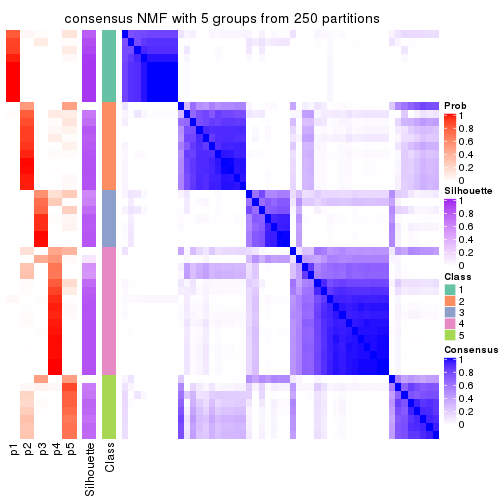 consensus NMF with 5 groups from 250 partitions
p1
p2
p3
p4
p5
Silhouette
Class
Prob
1
0.8
0.6
0.4
0.2
0
Silhouette
1
0.8
0.6
0.4
0.2
0
Class
1
2
3
4
5
Consensus
1
0.8
0.6
0.4
0.2
0